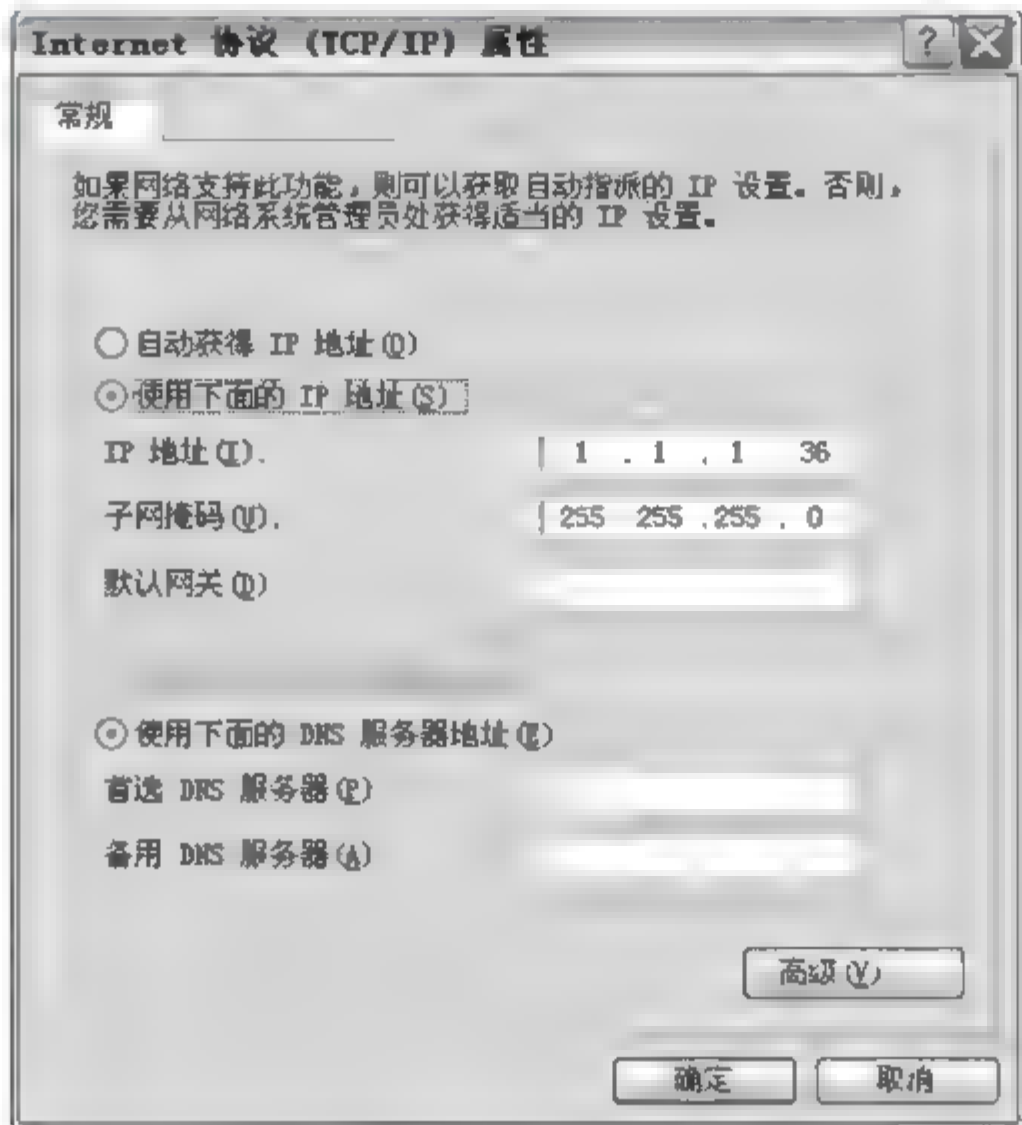 Internet 协议 (TCP/IP) 属性
常规
如果网络支持此功能，则可以获取自动指派的 IP 设置。否则，
您需要从网络系统管理员处获得适当的 IP 设置。
自动获得 IP 地址(O)
使用下面的 IP 地址(S)
IP 地址(I).
1 . 1 . 1 36
子网掩码(U).
255 255 .255 . 0
默认网关(D)
使用下面的 DNS 服务器地址(E)
首选 DNS 服务器(P)
备用 DNS 服务器(A)
高级(V)
确定
取消